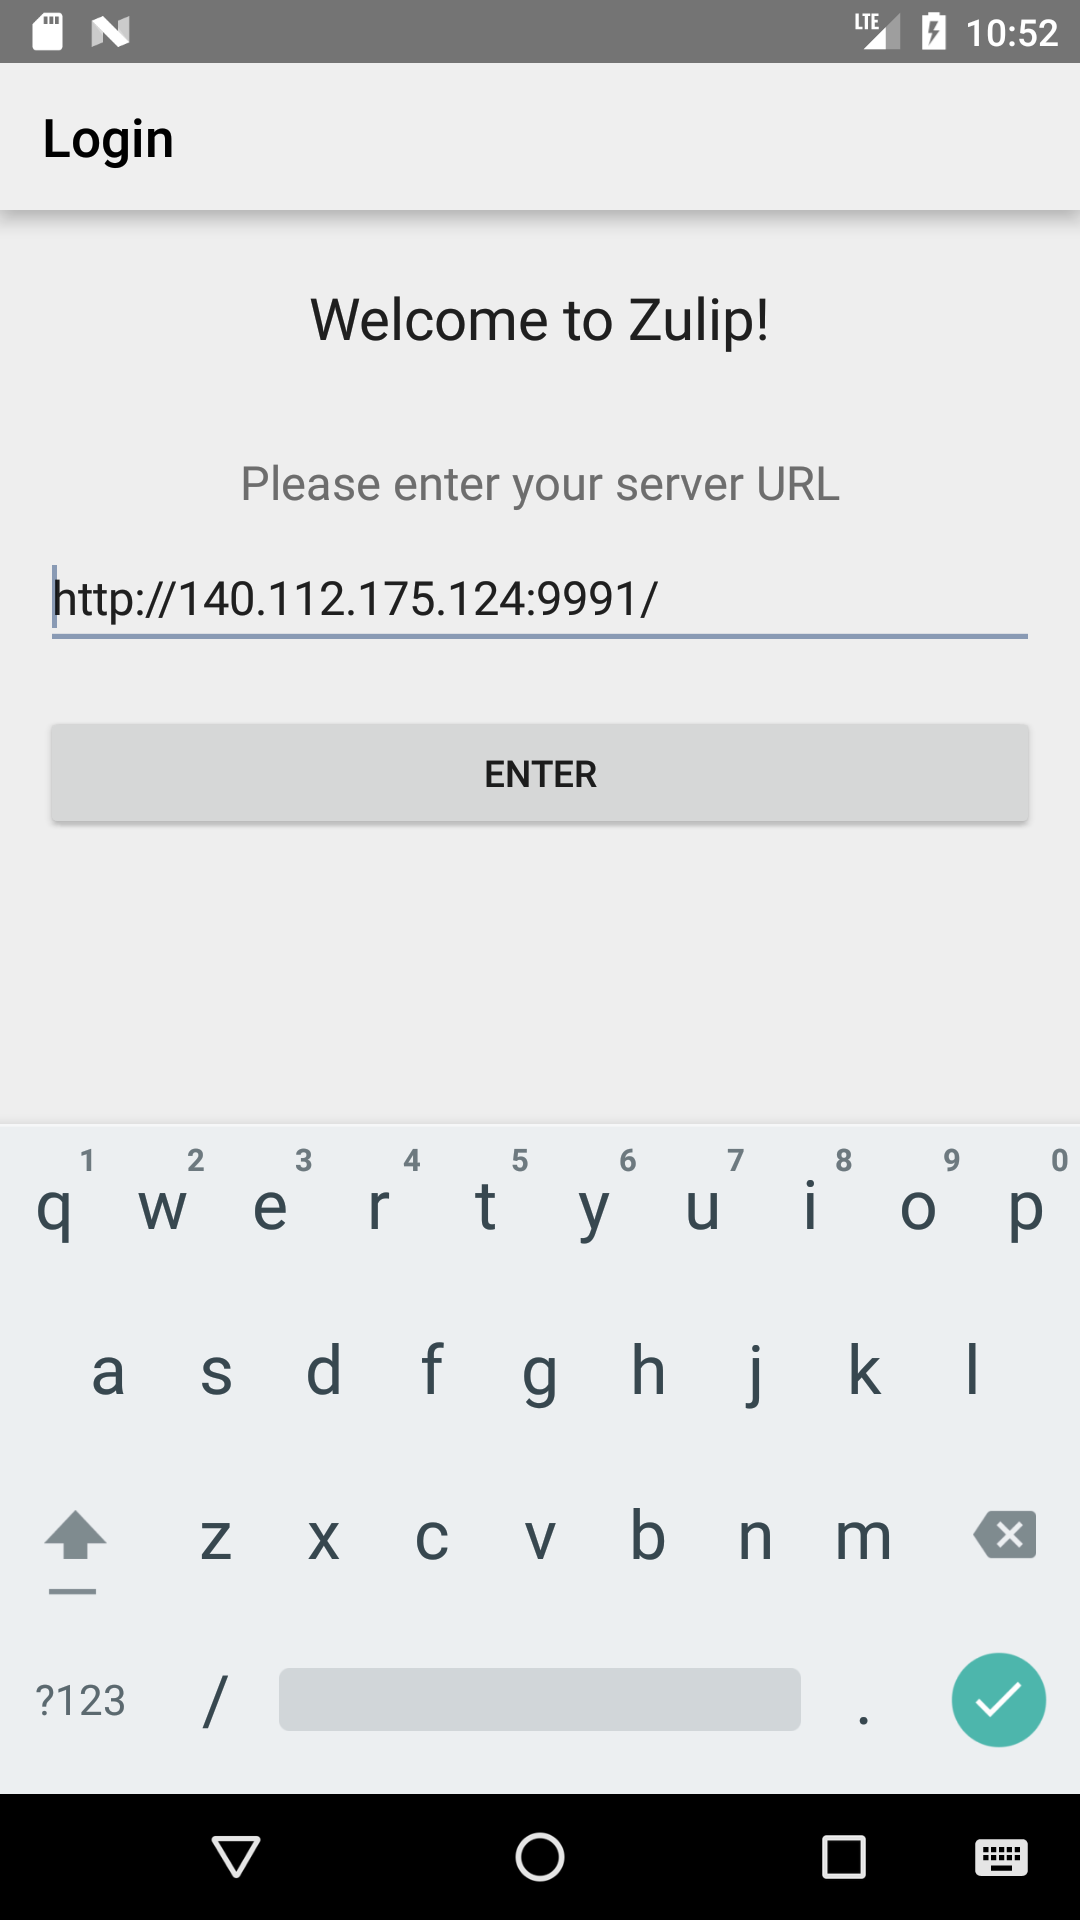 LTE 10:52
Login
Welcome to Zulip!
Please enter your server URL
http://140.112.175.124:9991/
ENTER
1 2 3 4 5 6 7 8 9 0
q w e r t y u i o p
a s d f g h j k l
z x c v b n m
?123 / .